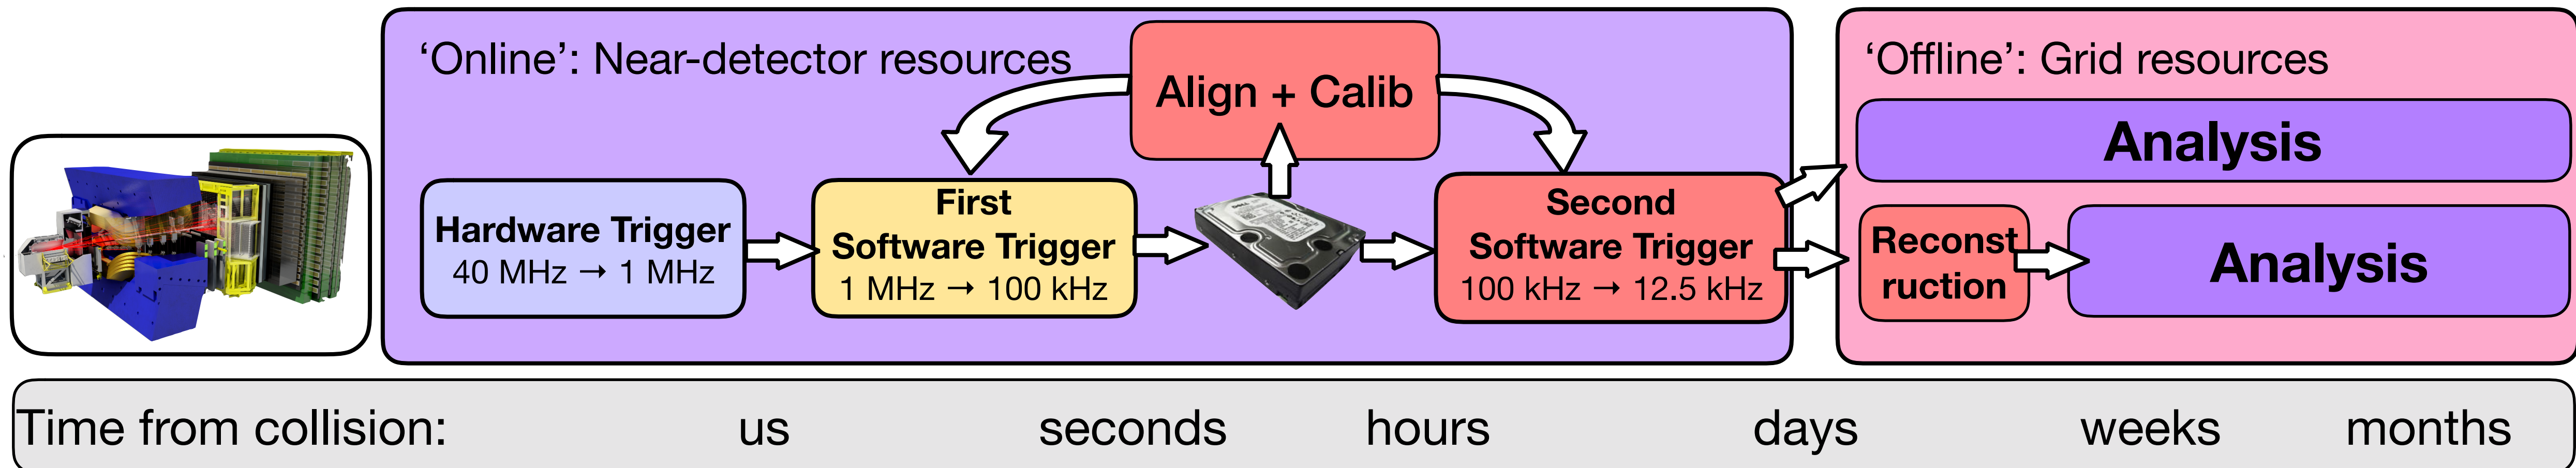 ‘Online’: Near-detector resources
Align + Calib
Hardware Trigger
40 MHz → 1 MHz
First
Software Trigger
1 MHz → 100 kHz
Second
Software Trigger
100 kHz → 12.5 kHz
‘Offline’: Grid resources
Analysis
Reconst
ruction
Analysis
Time from collision: us seconds hours days weeks months